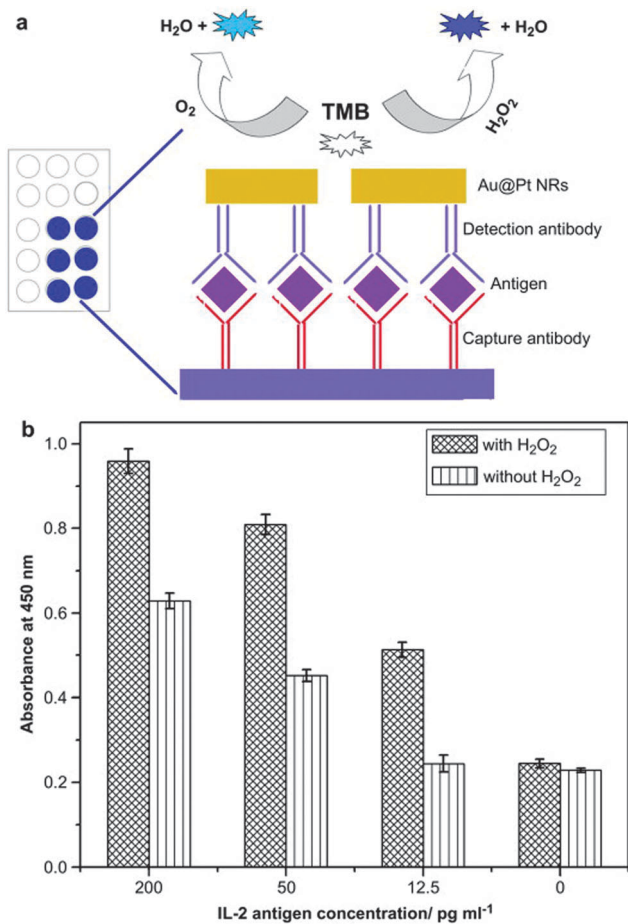 a
H₂O +
+ H₂O
O₂
TMB
H₂O₂
Au@Pt NRs
Detection antibody
Antigen
Capture antibody
b
with H₂O₂
without H₂O₂
1.0
0.8
0.6
0.4
0.2
0.0
Absorbance at 450 nm
200 50 12.5 0
IL-2 antigen concentration/ pg ml⁻¹